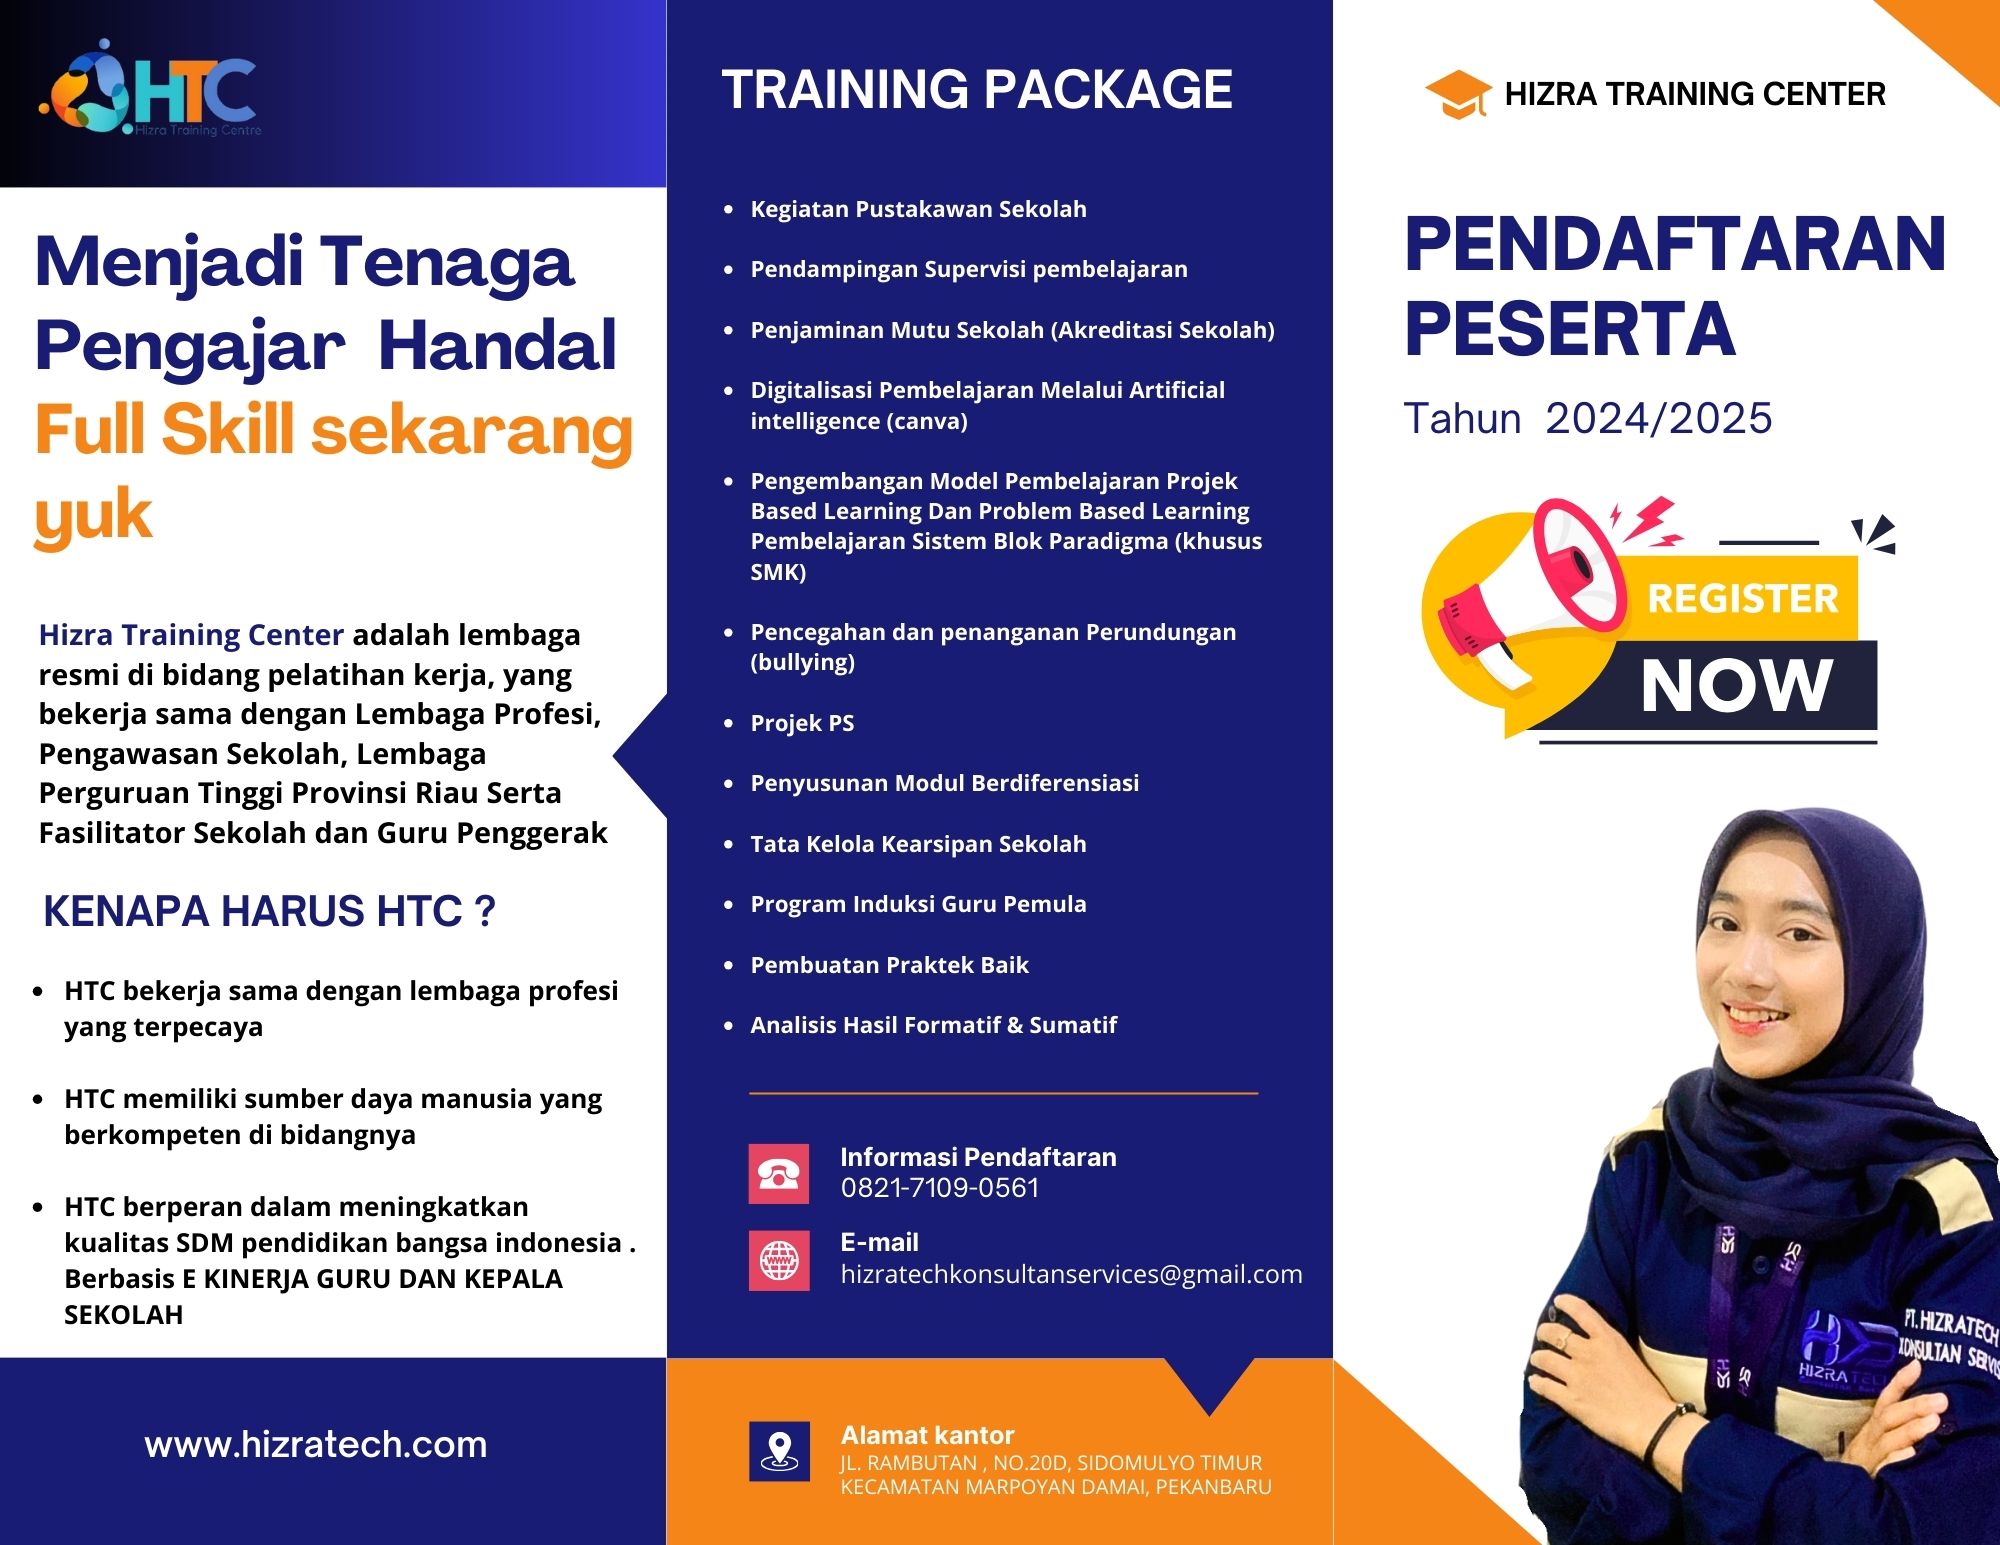 HTC
Hizra Training Centre
Menjadi Tenaga
Pengajar Handal
Full Skill sekarang
yuk
Hizra Training Center adalah lembaga
resmi di bidang pelatihan kerja, yang
bekerja sama dengan Lembaga Profesi,
Pengawasan Sekolah, Lembaga
Perguruan Tinggi Provinsi Riau Serta
Fasilitator Sekolah dan Guru Penggerak
KENAPA HARUS HTC ?
• HTC bekerja sama dengan lembaga profesi
yang terpecaya
• HTC memiliki sumber daya manusia yang
berkompeten di bidangnya
• HTC berperan dalam meningkatkan
kualitas SDM pendidikan bangsa indonesia .
Berbasis E KINERJA GURU DAN KEPALA
SEKOLAH
www.hizratech.com
TRAINING PACKAGE
• Kegiatan Pustakawan Sekolah
• Pendampingan Supervisi pembelajaran
• Penjaminan Mutu Sekolah (Akreditasi Sekolah)
• Digitalisasi Pembelajaran Melalui Artificial
intelligence (canva)
• Pengembangan Model Pembelajaran Projek
Based Learning Dan Problem Based Learning
Pembelajaran Sistem Blok Paradigma (khusus
SMK)
• Pencegahan dan penanganan Perundungan
(bullying)
• Projek PS
• Penyusunan Modul Berdiferensiasi
• Tata Kelola Kearsipan Sekolah
• Program Induksi Guru Pemula
• Pembuatan Praktek Baik
• Analisis Hasil Formatif & Sumatif
Informasi Pendaftaran
0821-7109-0561
WWW
E-mail
hizratechkonsultanservices@gmail.com
Alamat kantor
JL. RAMBUTAN , NO.20D, SIDOMULYO TIMUR
KECAMATAN MARPOYAN DAMAI, PEKANBARU
HIZRA TRAINING CENTER
PENDAFTARAN
PESERTA
Tahun 2024/2025
REGISTER
NOW
PT. HIZRATECH
KONSULTAN SERVIS
HIZRATECH